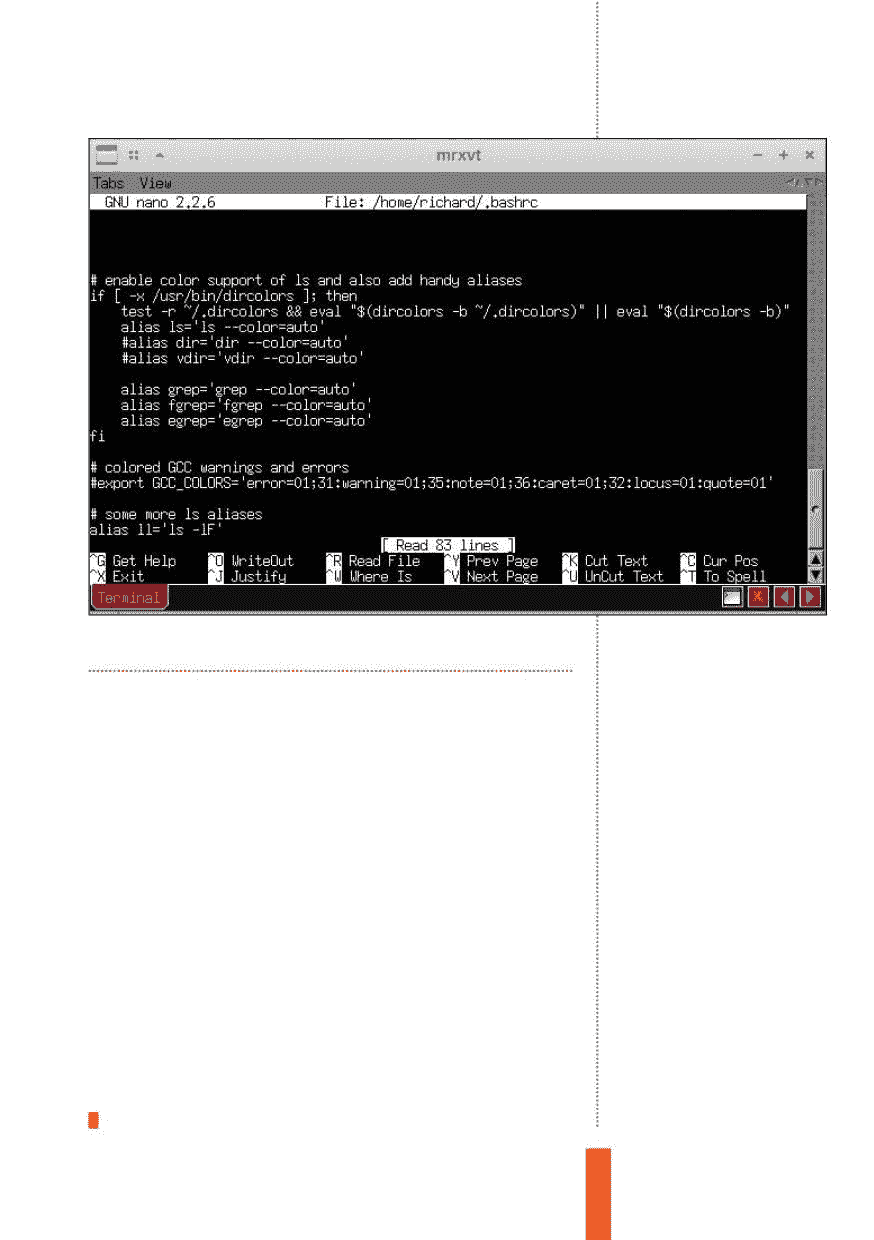 mrxvt
Tabs View
GNU nano 2.2.6 File: /home/richard/.bashrc
# enable color support of ls and also add handy aliases
if [ -x /usr/bin/dircolors ]; then
    test -r ~/.dircolors && eval "$(dircolors -b ~/.dircolors)" || eval "$(dircolors -b)"
    alias ls='ls --color=auto'
    #alias dir='dir --color=auto'
    #alias vdir='vdir --color=auto'
    alias grep='grep --color=auto'
    alias fgrep='fgrep --color=auto'
    alias egrep='egrep --color=auto'
fi
# colored GCC warnings and errors
#export GCC_COLORS='error=01;31:warning=01;35:note=01;36:caret=01;32:locus=01:quote=01'
# some more ls aliases
alias ll='ls -lF'
[ Read 83 lines ]
^G Get Help ^O WriteOut ^R Read File ^Y Prev Page ^K Cut Text ^C Cur Pos
^X Exit ^J Justify ^W Where Is ^V Next Page ^U UnCut Text ^T To Spell
Terminal